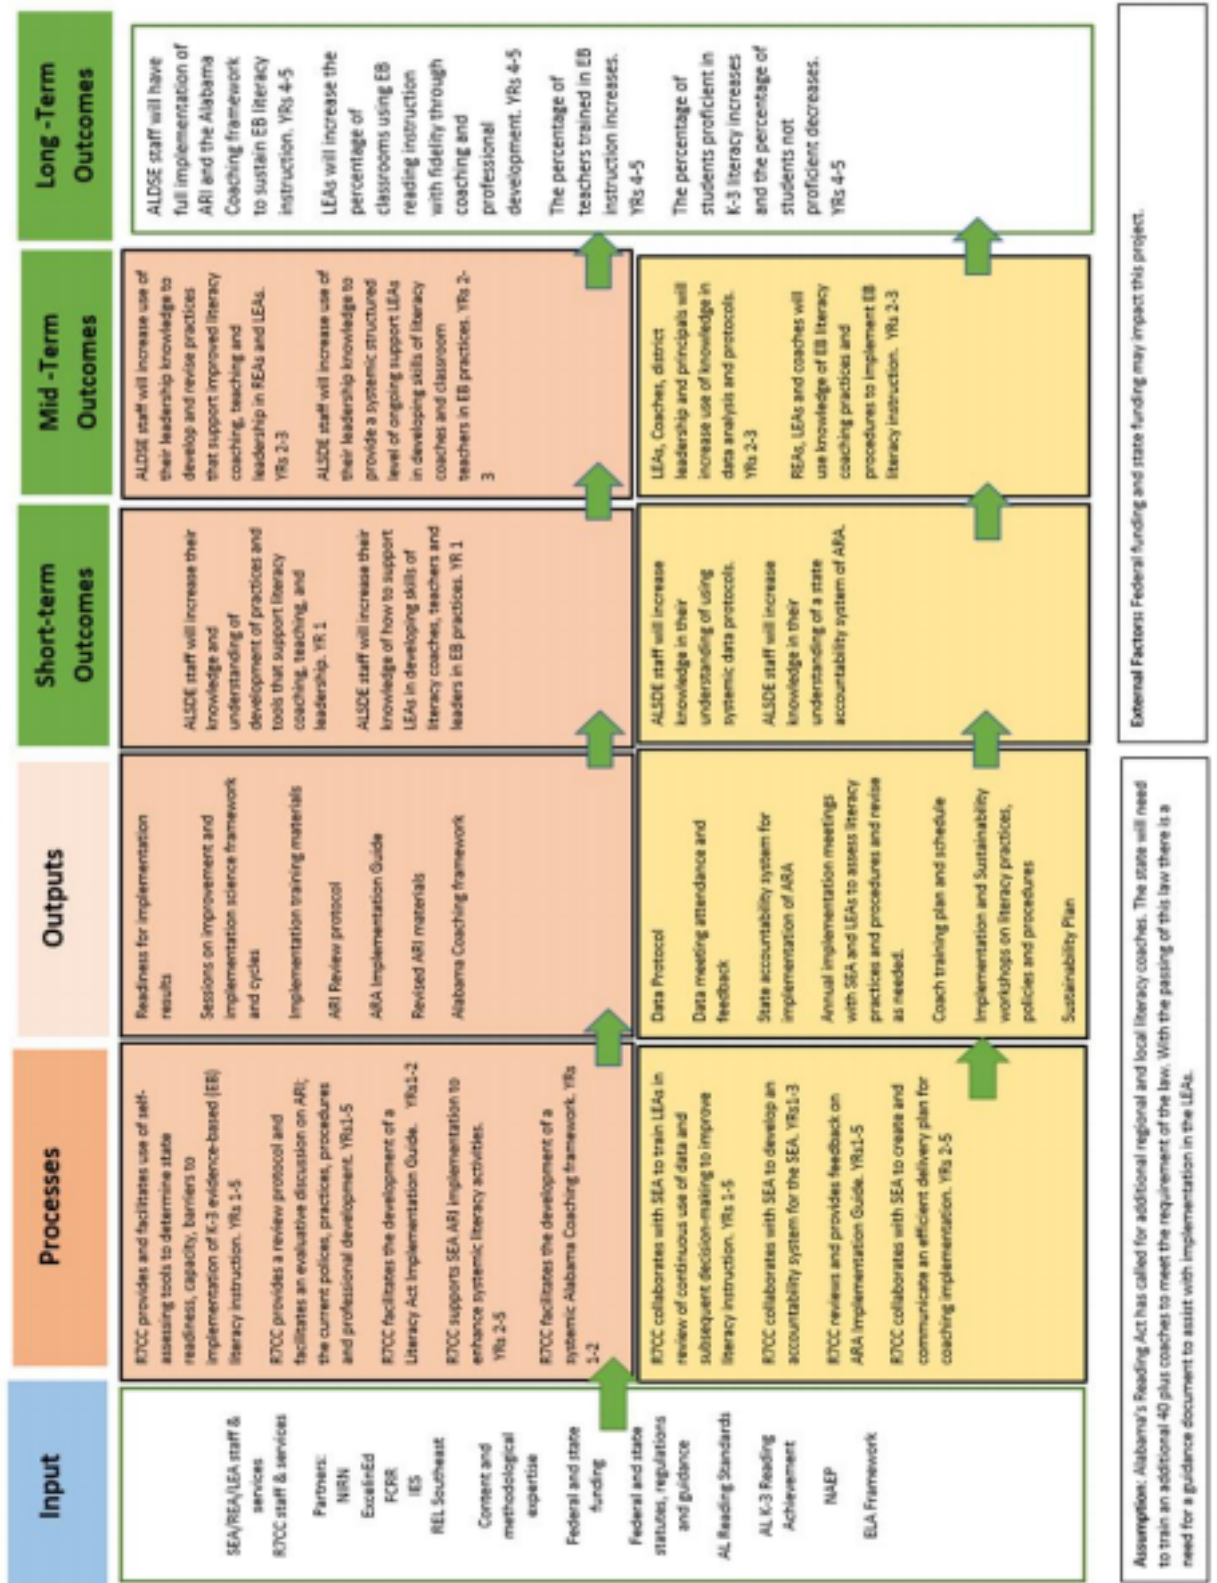 Input
SEA/REA/LEA staff &
services
R7CC staff & services
Partners:
NIRN
ExcelinEd
FCRR
IES
REL Southeast
Content and
methodological
expertise
Federal and state
funding
Federal and state
statutes, regulations
and guidance
AL Reading Standards
AL K-3 Reading
Achievement
NAEP
ELA Framework
Processes
R7CC provides and facilitates use of self-
assessing tools to determine state
readiness, capacity, barriers to
implementation of K-3 evidence-based (EB)
literacy instruction. YRs 1-5
R7CC provides a review protocol and
facilitates an evaluative discussion on ARI;
the current polices, practices, procedures
and professional development. YRs1-5
R7CC facilitates the development of a
Literacy Act Implementation Guide. YRs1-2
R7CC supports SEA ARI implementation to
enhance systemic literacy activities.
YRs 2-5
R7CC facilitates the development of a
systemic Alabama Coaching framework. YRs
1-2
R7CC collaborates with SEA to train LEAs in
review of continuous use of data and
subsequent decision-making to improve
literacy instruction. YRs 1-5
R7CC collaborates with SEA to develop an
accountability system for the SEA. YRs1-3
R7CC reviews and provides feedback on
ARA Implementation Guide. YRs1-5
R7CC collaborates with SEA to create and
communicate an efficient delivery plan for
coaching implementation. YRs 2-5
Outputs
Readiness for implementation
results
Sessions on improvement and
implementation science framework
and cycles
Implementation training materials
ARI Review protocol
ARA Implementation Guide
Revised ARI materials
Alabama Coaching framework
Data Protocol
Data meeting attendance and
feedback
State accountability system for
implementation of ARA
Annual implementation meetings
with SEA and LEAs to assess literacy
practices and procedures and revise
as needed.
Coach training plan and schedule
Implementation and Sustainability
workshops on literacy practices,
policies and procedures
Sustainability Plan
Short-term
Outcomes
ALSDE staff will increase their
knowledge and
understanding of
development of practices and
tools that support literacy
coaching, teaching, and
leadership. YR 1
ALSDE staff will increase their
knowledge of how to support
LEAs in developing skills of
literacy coaches, teachers and
leaders in EB practices. YR 1
ALSDE staff will increase
knowledge in their
understanding of using
systemic data protocols.
ALSDE staff will increase
knowledge in their
understanding of a state
accountability system of ARA.
Mid -Term
Outcomes
ALDSE staff will increase use of
their leadership knowledge to
develop and revise practices
that support improved literacy
coaching, teaching and
leadership in REAs and LEAs.
YRs 2-3
ALSDE staff will increase use of
their leadership knowledge to
provide a systemic structured
level of ongoing support LEAs
in developing skills of literacy
coaches and classroom
teachers in EB practices. YRs 2-
3
LEAs, Coaches, district
leadership and principals will
increase use of knowledge in
data analysis and protocols.
YRs 2-3
REAs, LEAs and coaches will
use knowledge of EB literacy
coaching practices and
procedures to implement EB
literacy instruction. YRs 2-3
Long -Term
Outcomes
ALDSE staff will have
full implementation of
ARI and the Alabama
Coaching framework
to sustain EB literacy
instruction. YRs 4-5
LEAs will increase the
percentage of
classrooms using EB
reading instruction
with fidelity through
coaching and
professional
development. YRs 4-5
The percentage of
teachers trained in EB
instruction increases.
YRs 4-5
The percentage of
students proficient in
K-3 literacy increases
and the percentage of
students not
proficient decreases.
YRs 4-5
Assumption: Alabama's Reading Act has called for additional regional and local literacy coaches. The state will need
to train an additional 40 plus coaches to meet the requirement of the law. With the passing of this law there is a
need for a guidance document to assist with implementation in the LEAs.
External Factors: Federal funding and state funding may impact this project.